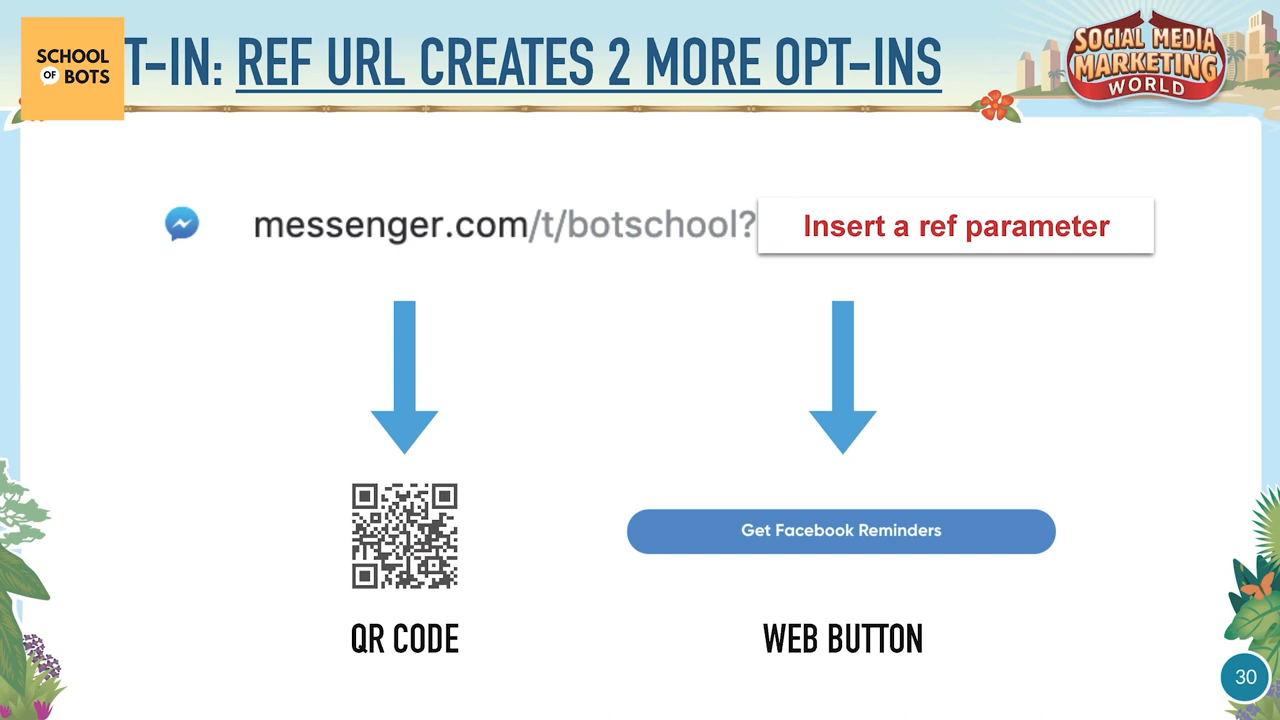 SCHOOL
OF BOTS
T-IN: REF URL CREATES 2 MORE OPT-INS
SOCIAL MEDIA
MARKETING
WORLD
messenger.com/t/botschool?
Insert a ref parameter
Get Facebook Reminders
QR CODE
WEB BUTTON
30